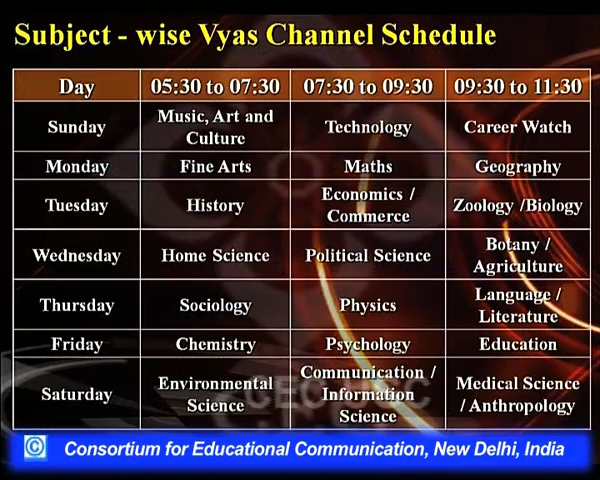 Subject - wise Vyas Channel Schedule
Day 05:30 to 07:30 07:30 to 09:30 09:30 to 11:30
Sunday Music, Art and Culture Technology Career Watch
Monday Fine Arts Maths Geography
Tuesday History Economics / Commerce Zoology /Biology
Wednesday Home Science Political Science Botany / Agriculture
Thursday Sociology Physics Language / Literature
Friday Chemistry Psychology Education
Saturday Environmental Science Communication / Information Science Medical Science / Anthropology
© Consortium for Educational Communication, New Delhi, India